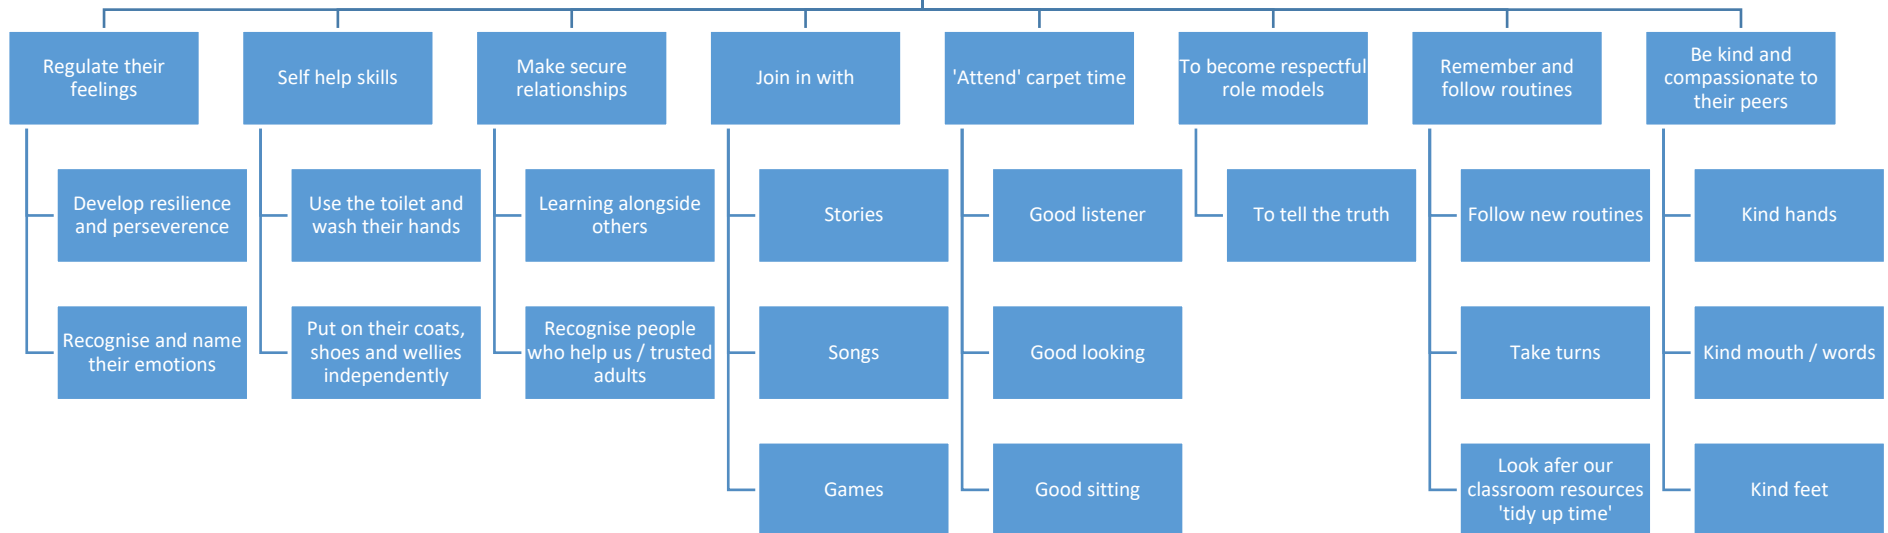 Regulate their
feelings
Self help skills
Make secure
relationships
Join in with
'Attend' carpet time
To become respectful
role models
Remember and
follow routines
Be kind and
compassionate to
their peers
Develop resilience
and perseverence
Use the toilet and
wash their hands
Learning alongside
others
Stories
Good listener
To tell the truth
Follow new routines
Kind hands
Recognise and name
their emotions
Put on their coats,
shoes and wellies
independently
Recognise people
who help us / trusted
adults
Songs
Good looking
Take turns
Kind mouth / words
Games
Good sitting
Look afer our
classroom resources
'tidy up time'
Kind feet